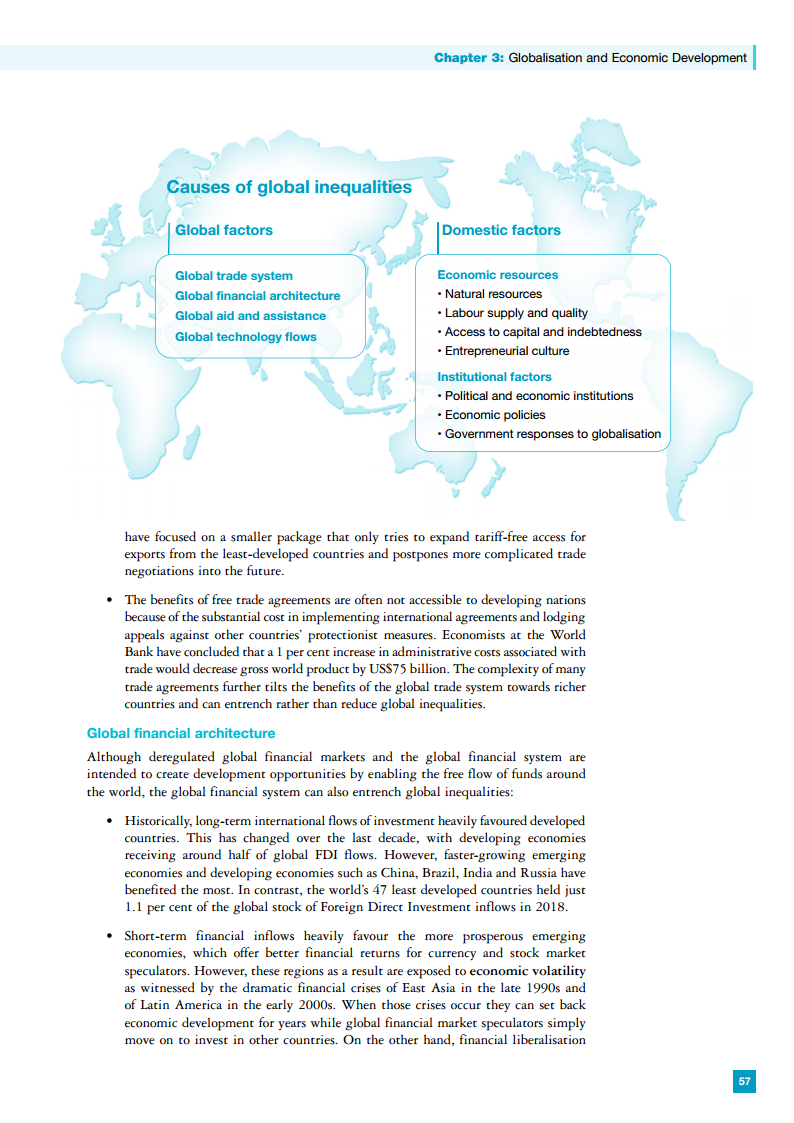 Chapter 3: Globalisation and Economic Development
Causes of global inequalities
Global factors
Global trade system
Global financial architecture
Global aid and assistance
Global technology flows
Domestic factors
Economic resources
• Natural resources
• Labour supply and quality
• Access to capital and indebtedness
• Entrepreneurial culture
Institutional factors
• Political and economic institutions
• Economic policies
• Government responses to globalisation
have focused on a smaller package that only tries to expand tariff-free access for
exports from the least-developed countries and postpones more complicated trade
negotiations into the future.
• The benefits of free trade agreements are often not accessible to developing nations
because of the substantial cost in implementing international agreements and lodging
appeals against other countries’ protectionist measures. Economists at the World
Bank have concluded that a 1 per cent increase in administrative costs associated with
trade would decrease gross world product by US$75 billion. The complexity of many
trade agreements further tilts the benefits of the global trade system towards richer
countries and can entrench rather than reduce global inequalities.
Global financial architecture
Although deregulated global financial markets and the global financial system are
intended to create development opportunities by enabling the free flow of funds around
the world, the global financial system can also entrench global inequalities:
• Historically, long-term international flows of investment heavily favoured developed
countries. This has changed over the last decade, with developing economies
receiving around half of global FDI flows. However, faster-growing emerging
economies and developing economies such as China, Brazil, India and Russia have
benefited the most. In contrast, the world’s 47 least developed countries held just
1.1 per cent of the global stock of Foreign Direct Investment inflows in 2018.
• Short-term financial inflows heavily favour the more prosperous emerging
economies, which offer better financial returns for currency and stock market
speculators. However, these regions as a result are exposed to economic volatility
as witnessed by the dramatic financial crises of East Asia in the late 1990s and
of Latin America in the early 2000s. When those crises occur they can set back
economic development for years while global financial market speculators simply
move on to invest in other countries. On the other hand, financial liberalisation
57